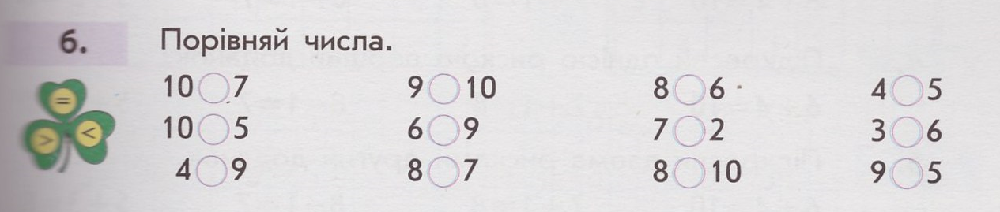 6. Порівняй числа.
10 ○ 7 9 ○ 10 8 ○ 6 4 ○ 5
=
10 ○ 5 6 ○ 9 7 ○ 2 3 ○ 6
> <
4 ○ 9 8 ○ 7 8 ○ 10 9 ○ 5